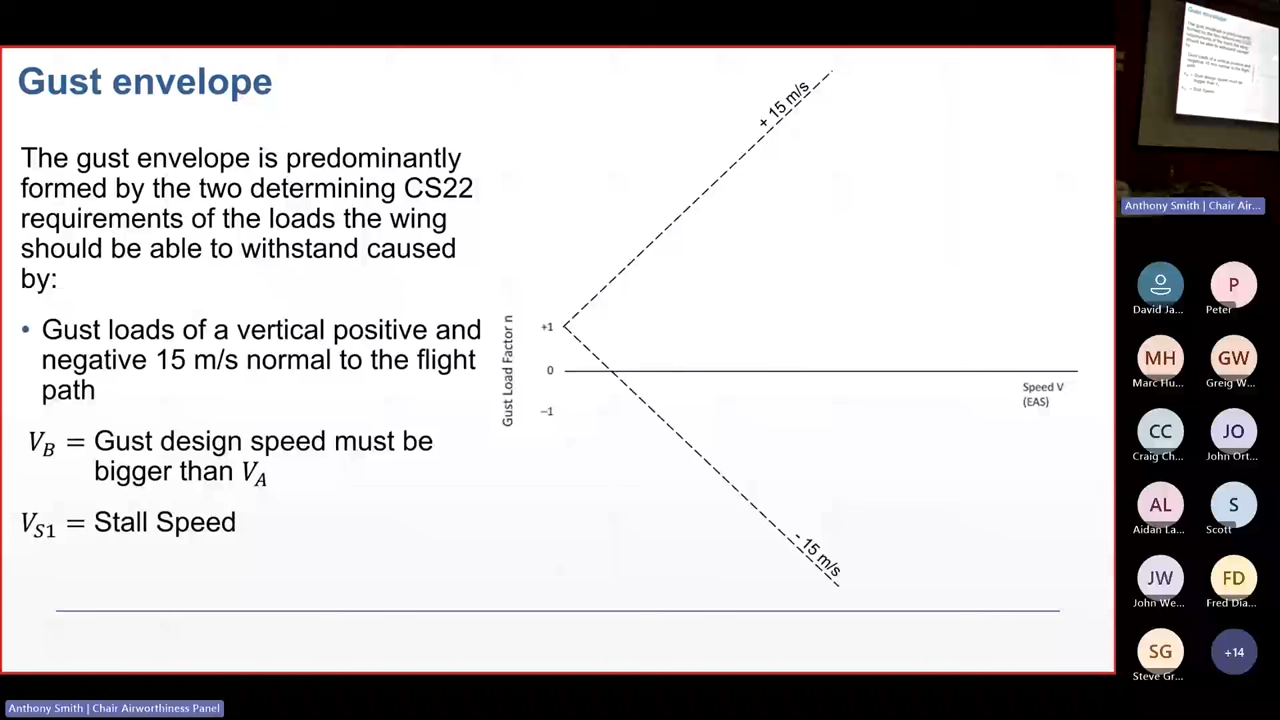 Gust envelope
The gust envelope is predominantly
formed by the two determining CS22
requirements of the loads the wing
should be able to withstand caused
by:
• Gust loads of a vertical positive and
negative 15 m/s normal to the flight
path
V_B = Gust design speed must be
bigger than V_A
V_S1 = Stall Speed
+ 15 m/s
Gust Load Factor n
+1
0
−1
Speed V
(EAS)
- 15 m/s
Gust envelope
Anthony Smith | Chair Air...
David Ja...
P
Peter
MH
Marc Hu...
GW
Greig W...
CC
Craig Ch...
JO
John Ort...
AL
Aidan La...
S
Scott
JW
John We...
FD
Fred Dia...
SG
Steve Gr...
+14
Anthony Smith | Chair Airworthiness Panel